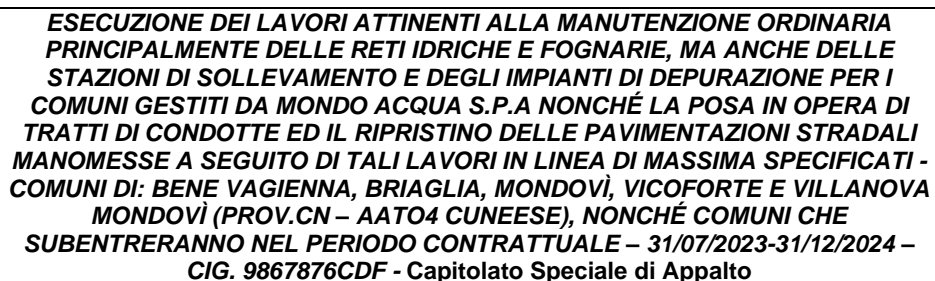 ESECUZIONE DEI LAVORI ATTINENTI ALLA MANUTENZIONE ORDINARIA
PRINCIPALMENTE DELLE RETI IDRICHE E FOGNARIE, MA ANCHE DELLE
STAZIONI DI SOLLEVAMENTO E DEGLI IMPIANTI DI DEPURAZIONE PER I
COMUNI GESTITI DA MONDO ACQUA S.P.A NONCHÉ LA POSA IN OPERA DI
TRATTI DI CONDOTTE ED IL RIPRISTINO DELLE PAVIMENTAZIONI STRADALI
MANOMESSE A SEGUITO DI TALI LAVORI IN LINEA DI MASSIMA SPECIFICATI -
COMUNI DI: BENE VAGIENNA, BRIAGLIA, MONDOVÌ, VICOFORTE E VILLANOVA
MONDOVÌ (PROV.CN – AATO4 CUNEESE), NONCHÉ COMUNI CHE
SUBENTRERANNO NEL PERIODO CONTRATTUALE – 31/07/2023-31/12/2024 –
CIG. 9867876CDF - Capitolato Speciale di Appalto